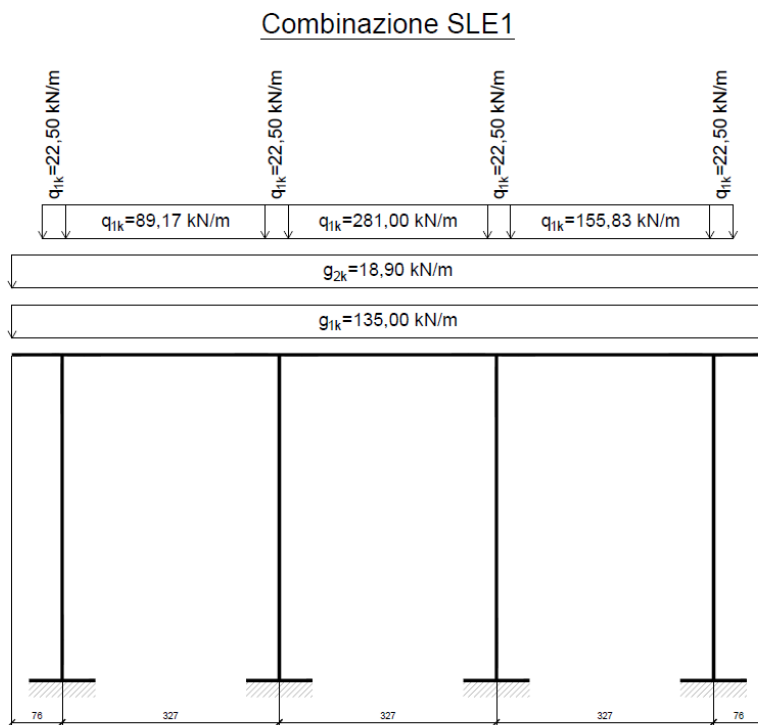 Combinazione SLE1
q1k=22,50 kN/m
q1k=22,50 kN/m
q1k=22,50 kN/m
q1k=22,50 kN/m
q1k=89,17 kN/m
q1k=281,00 kN/m
q1k=155,83 kN/m
g2k=18,90 kN/m
g1k=135,00 kN/m
76
327
327
327
76